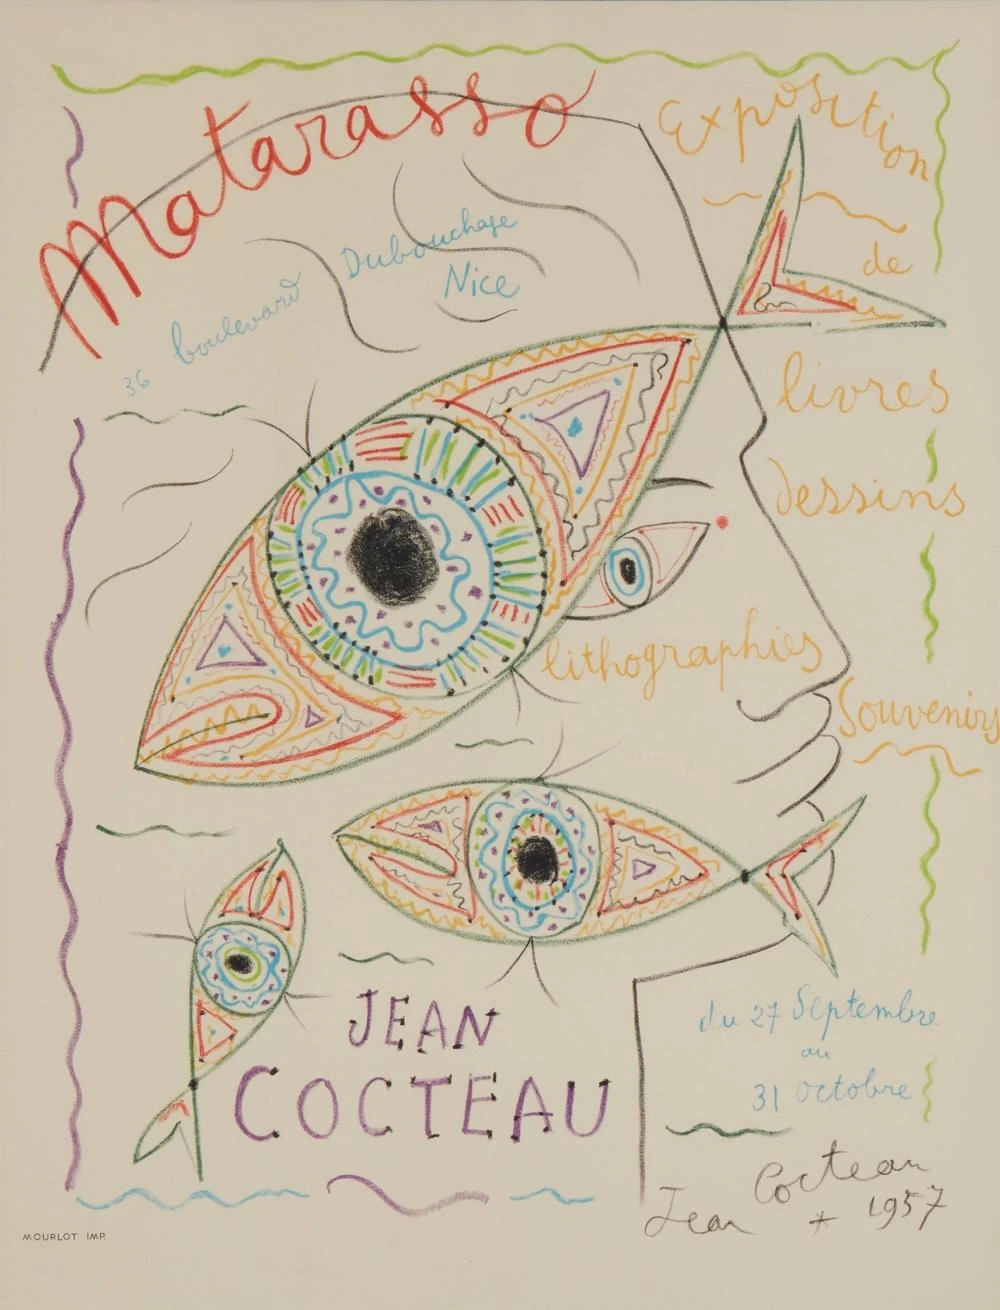 Matarasso
36 boulevard Dubouchage
Nice
Exposition
de
livres
dessins
lithographies
Souvenirs
JEAN
COCTEAU
du 27 Septembre
au
31 octobre
Jean Cocteau
* 1957
MOURLOT IMP.